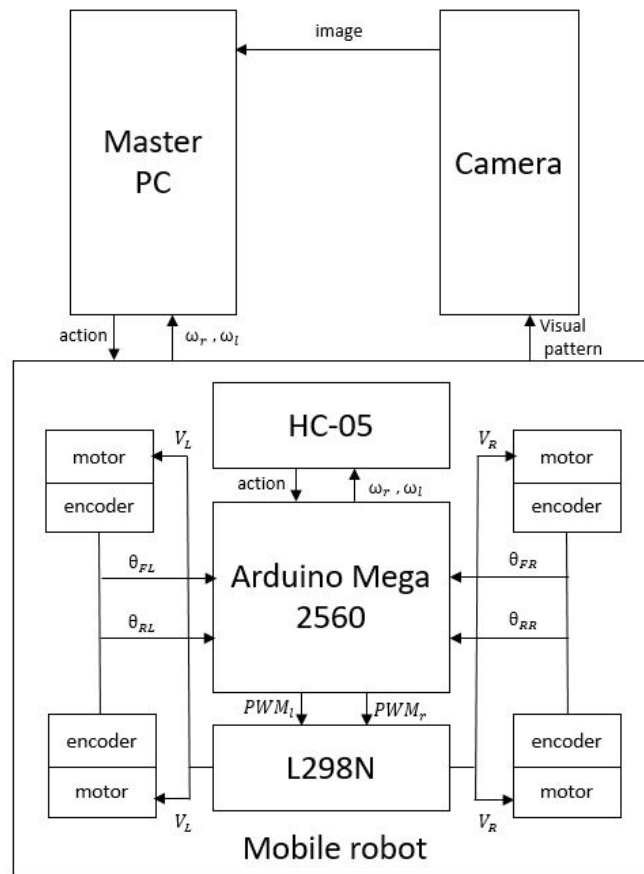 image
Master
PC
Camera
action
ω_r , ω_l
Visual
pattern
HC-05
V_L
V_R
motor
motor
encoder
encoder
action
ω_r , ω_l
θ_FL
θ_FR
Arduino Mega
2560
θ_RL
θ_RR
PWM_l
PWM_r
encoder
encoder
L298N
motor
motor
V_L
V_R
Mobile robot